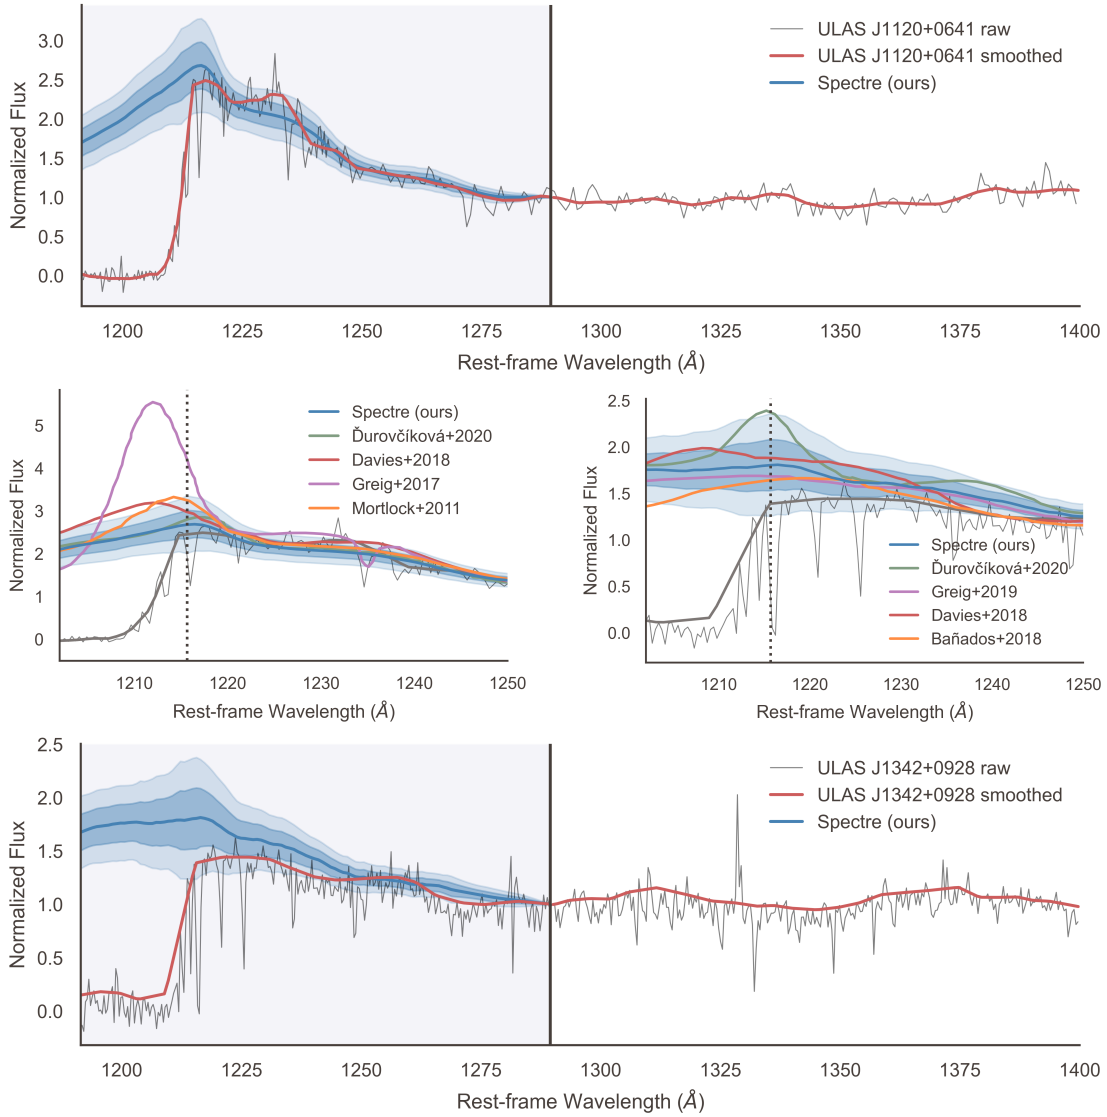 Normalized Flux
3.0
2.5
2.0
1.5
1.0
0.5
0.0
ULAS J1120+0641 raw
ULAS J1120+0641 smoothed
Spectre (ours)
1200 1225 1250 1275 1300 1325 1350 1375 1400
Rest-frame Wavelength (Å)
Normalized Flux
5
4
3
2
1
0
Spectre (ours)
Ďurovčíková+2020
Davies+2018
Greig+2017
Mortlock+2011
1210 1220 1230 1240 1250
Rest-frame Wavelength (Å)
Normalized Flux
2.5
2.0
1.5
1.0
0.5
0.0
Spectre (ours)
Ďurovčíková+2020
Greig+2019
Davies+2018
Bañados+2018
1210 1220 1230 1240 1250
Rest-frame Wavelength (Å)
Normalized Flux
2.5
2.0
1.5
1.0
0.5
0.0
ULAS J1342+0928 raw
ULAS J1342+0928 smoothed
Spectre (ours)
1200 1225 1250 1275 1300 1325 1350 1375 1400
Rest-frame Wavelength (Å)